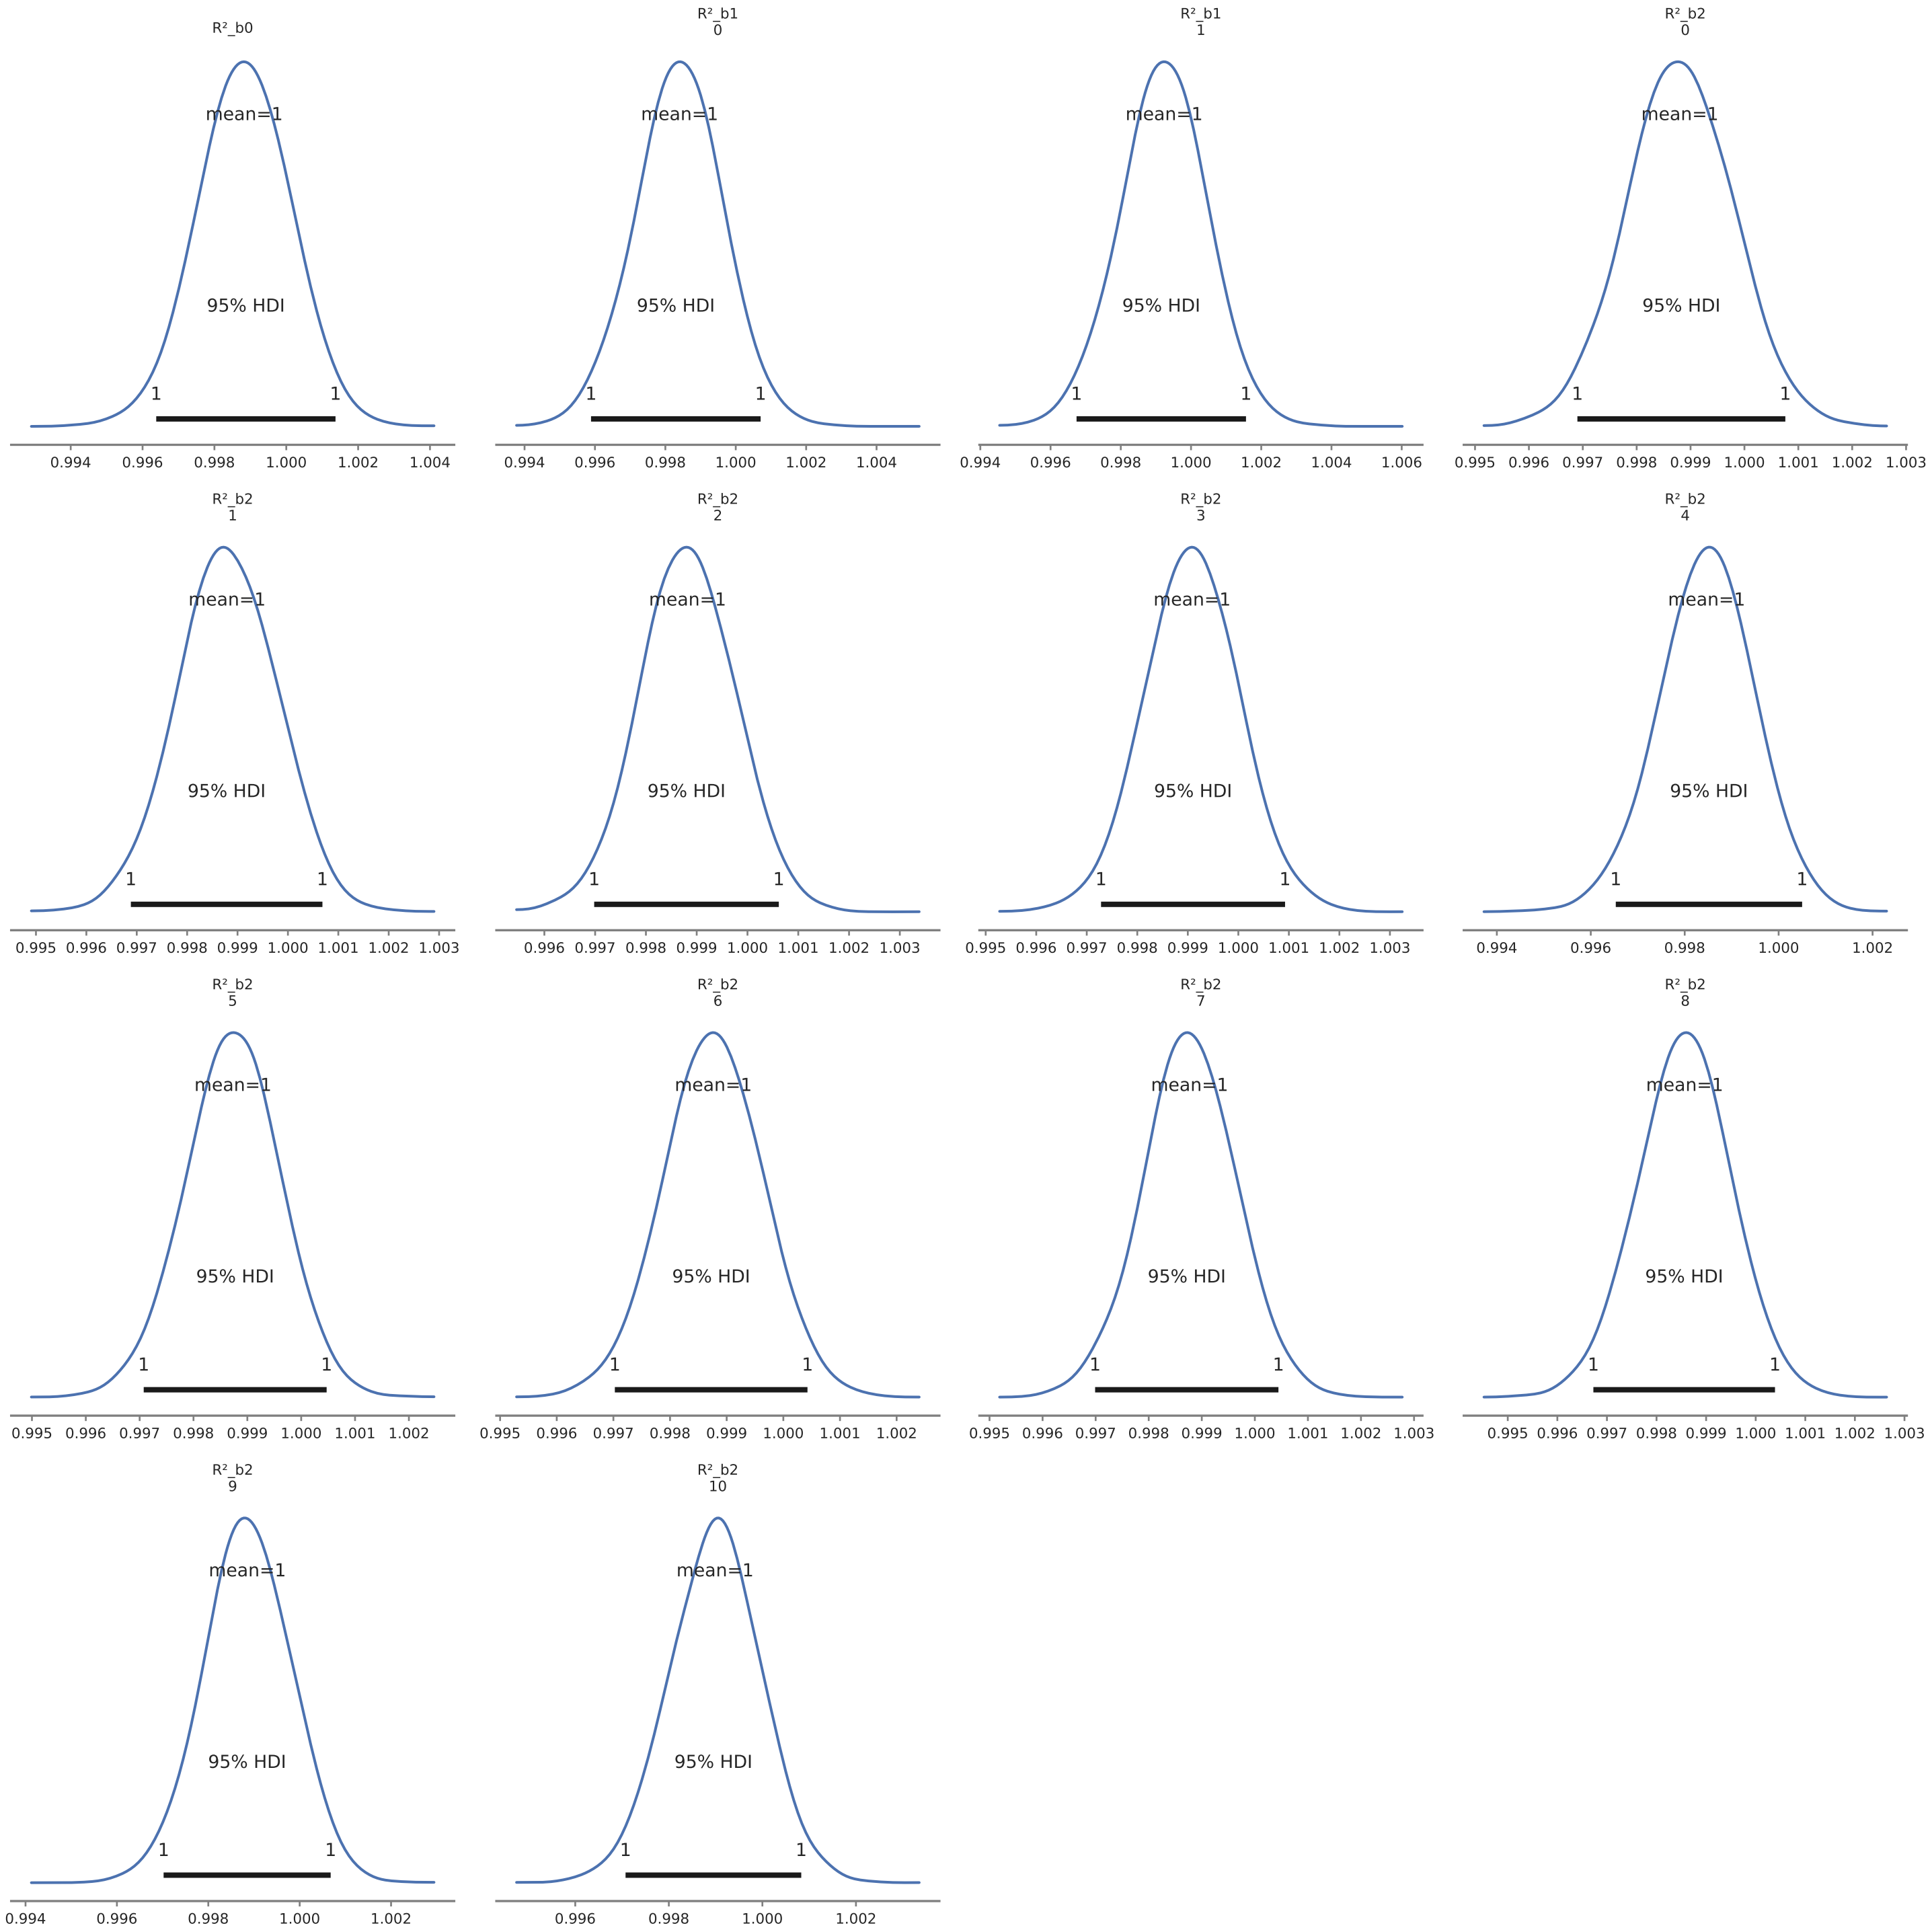 R²_b0
mean=1
95% HDI
1 1
0.994 0.996 0.998 1.000 1.002 1.004
R²_b1
0
mean=1
95% HDI
1 1
0.994 0.996 0.998 1.000 1.002 1.004
R²_b1
1
mean=1
95% HDI
1 1
0.994 0.996 0.998 1.000 1.002 1.004 1.006
R²_b2
0
mean=1
95% HDI
1 1
0.995 0.996 0.997 0.998 0.999 1.000 1.001 1.002 1.003
R²_b2
1
mean=1
95% HDI
1 1
0.995 0.996 0.997 0.998 0.999 1.000 1.001 1.002 1.003
R²_b2
2
mean=1
95% HDI
1 1
0.996 0.997 0.998 0.999 1.000 1.001 1.002 1.003
R²_b2
3
mean=1
95% HDI
1 1
0.995 0.996 0.997 0.998 0.999 1.000 1.001 1.002 1.003
R²_b2
4
mean=1
95% HDI
1 1
0.994 0.996 0.998 1.000 1.002
R²_b2
5
mean=1
95% HDI
1 1
0.995 0.996 0.997 0.998 0.999 1.000 1.001 1.002
R²_b2
6
mean=1
95% HDI
1 1
0.995 0.996 0.997 0.998 0.999 1.000 1.001 1.002
R²_b2
7
mean=1
95% HDI
1 1
0.995 0.996 0.997 0.998 0.999 1.000 1.001 1.002 1.003
R²_b2
8
mean=1
95% HDI
1 1
0.995 0.996 0.997 0.998 0.999 1.000 1.001 1.002 1.003
R²_b2
9
mean=1
95% HDI
1 1
0.994 0.996 0.998 1.000 1.002
R²_b2
10
mean=1
95% HDI
1 1
0.996 0.998 1.000 1.002